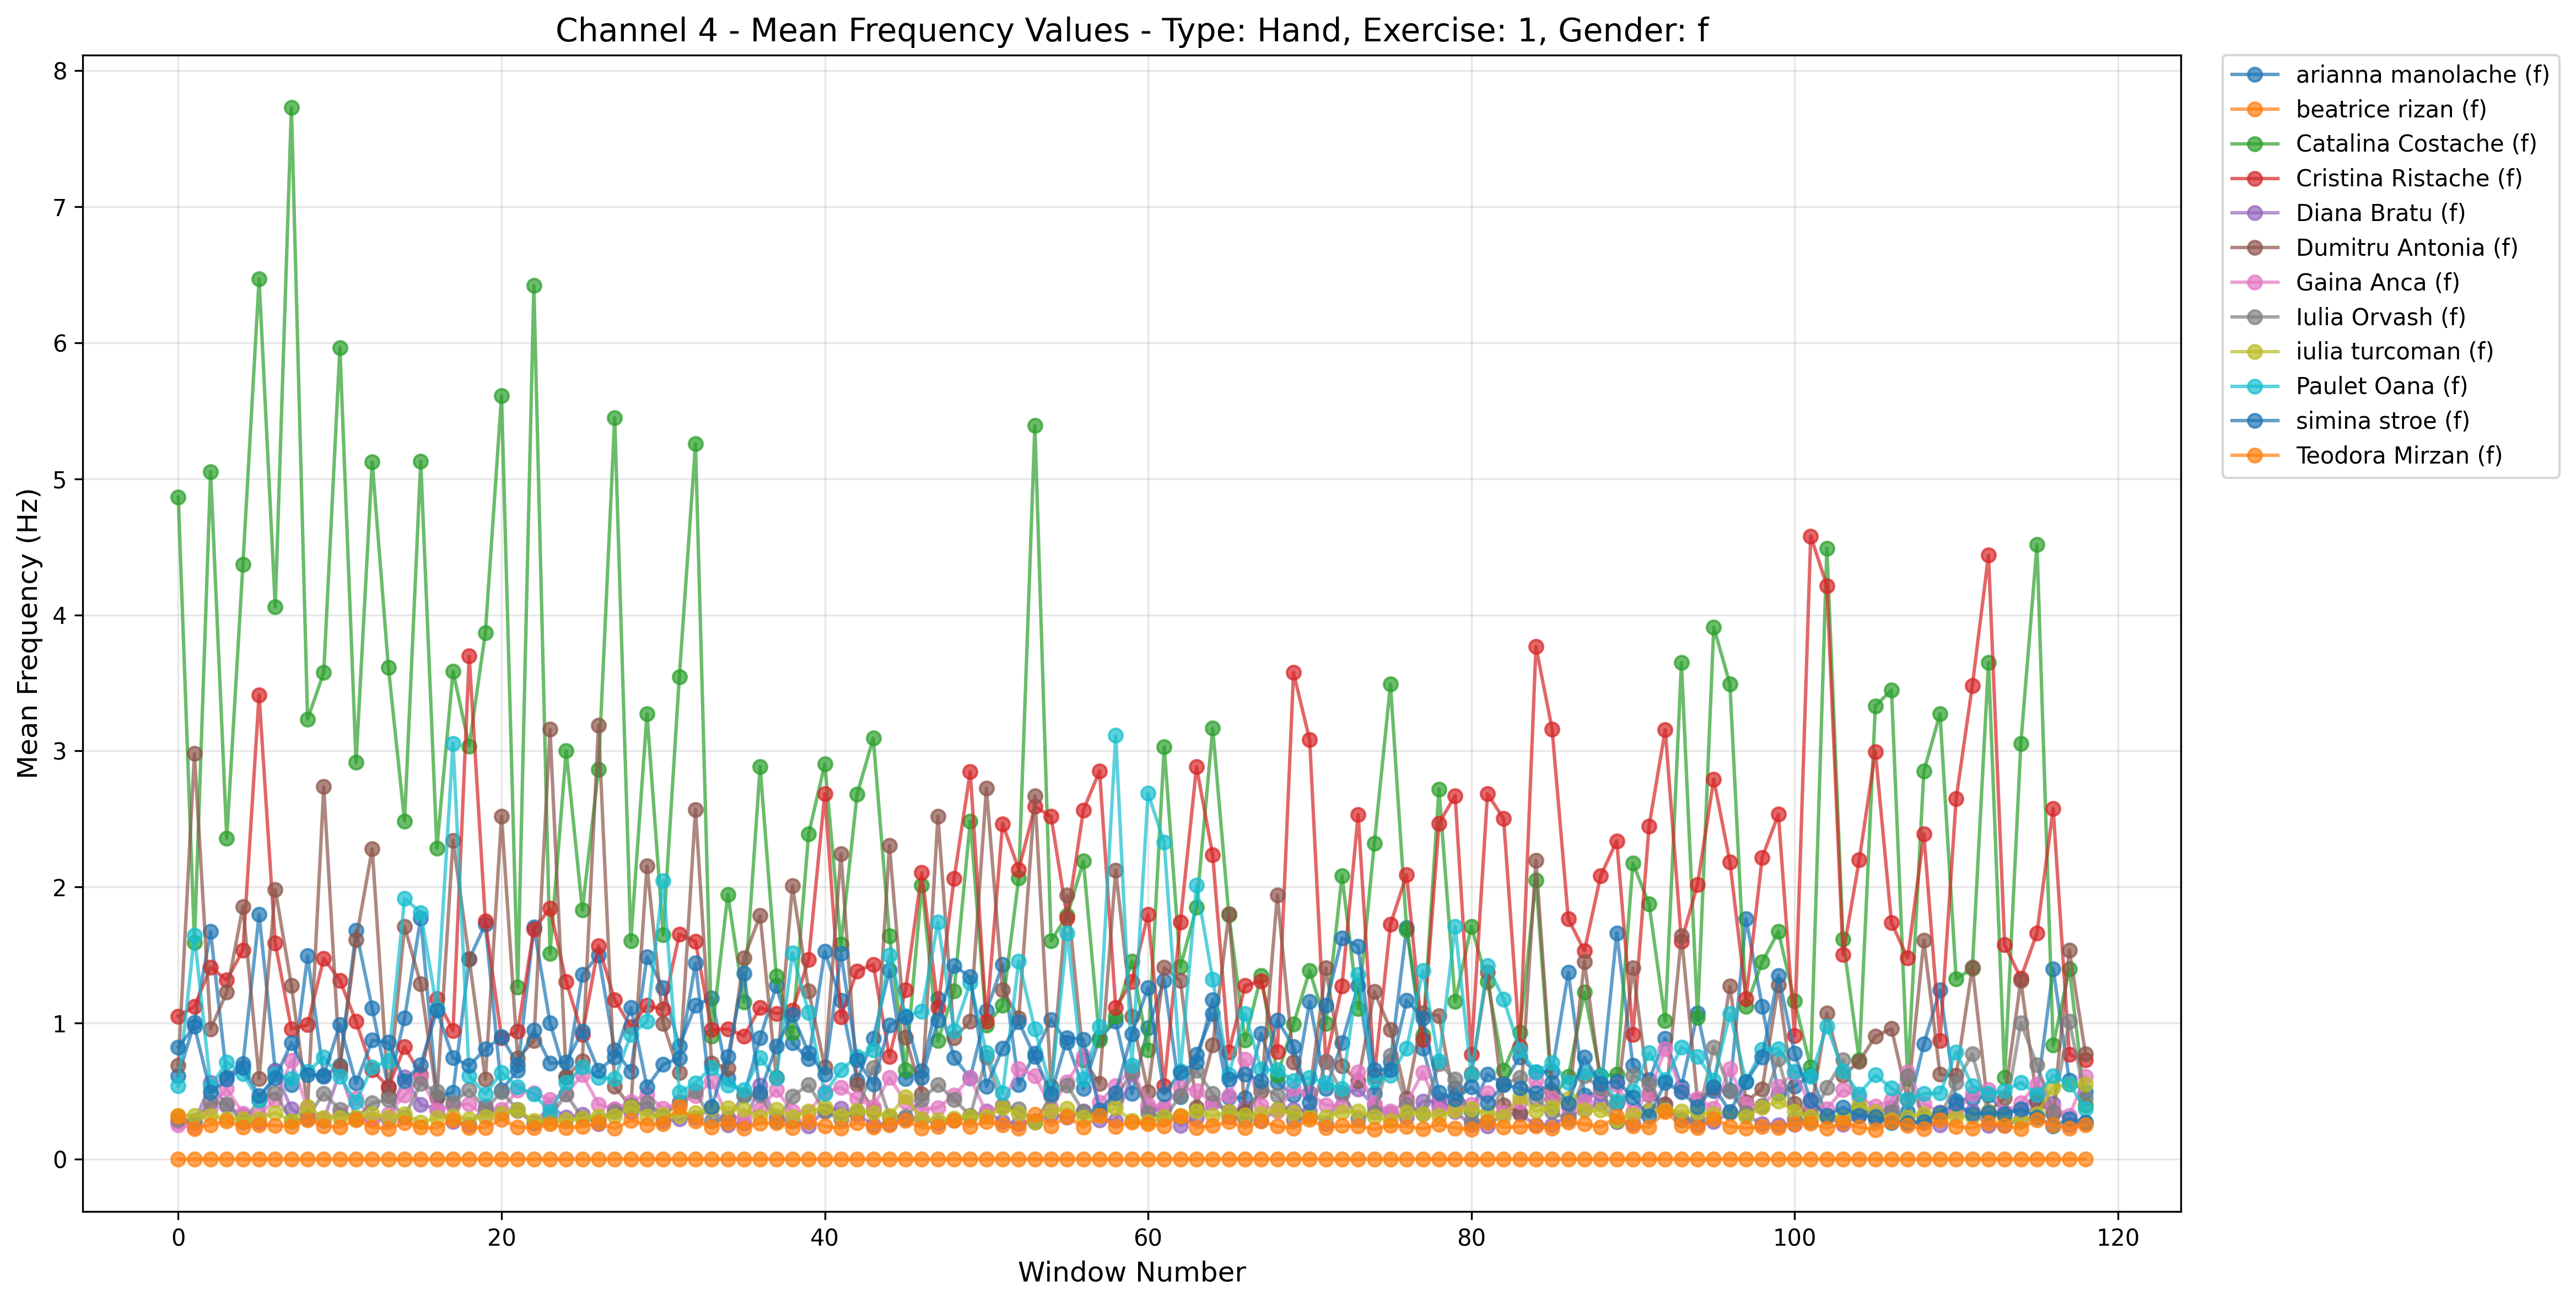 Channel 4 - Mean Frequency Values - Type: Hand, Exercise: 1, Gender: f
Mean Frequency (Hz)
8
7
6
5
4
3
2
1
0
0 20 40 60 80 100 120
Window Number
arianna manolache (f)
beatrice rizan (f)
Catalina Costache (f)
Cristina Ristache (f)
Diana Bratu (f)
Dumitru Antonia (f)
Gaina Anca (f)
Iulia Orvash (f)
iulia turcoman (f)
Paulet Oana (f)
simina stroe (f)
Teodora Mirzan (f)